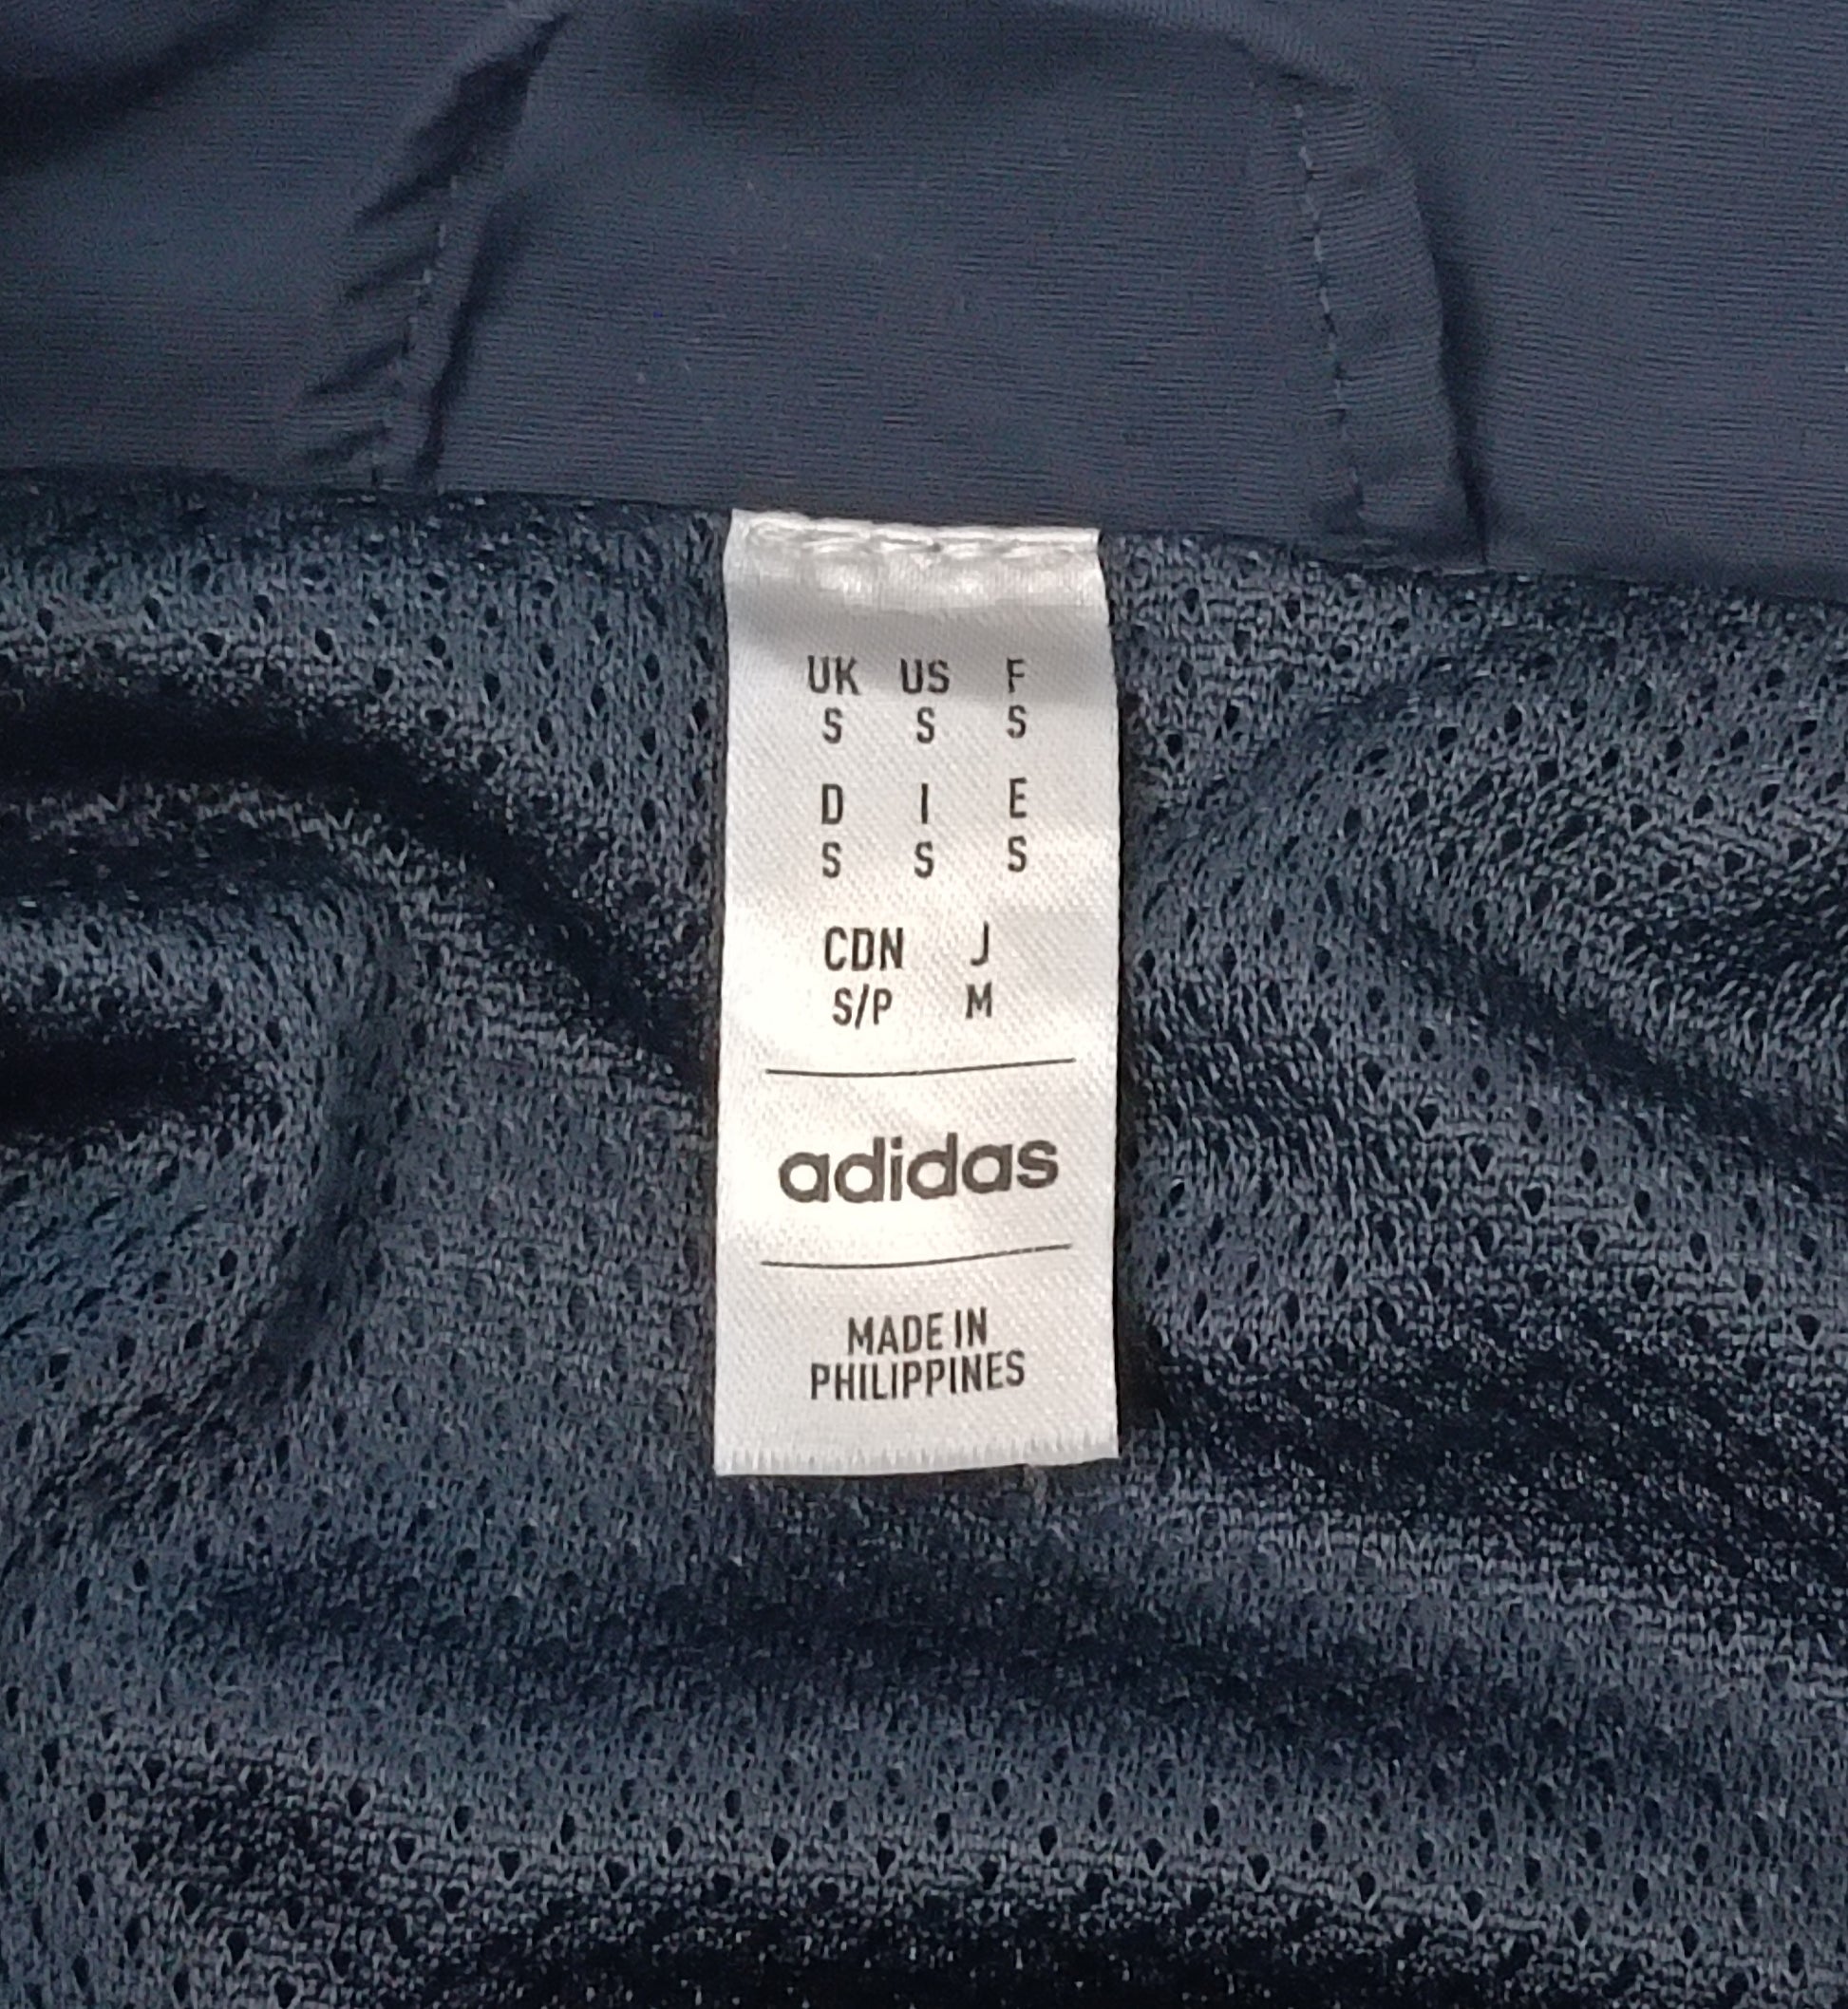 UK US F
S S S
D I E
S S S
CDN J
S/P M
adidas
MADE IN
PHILIPPINES